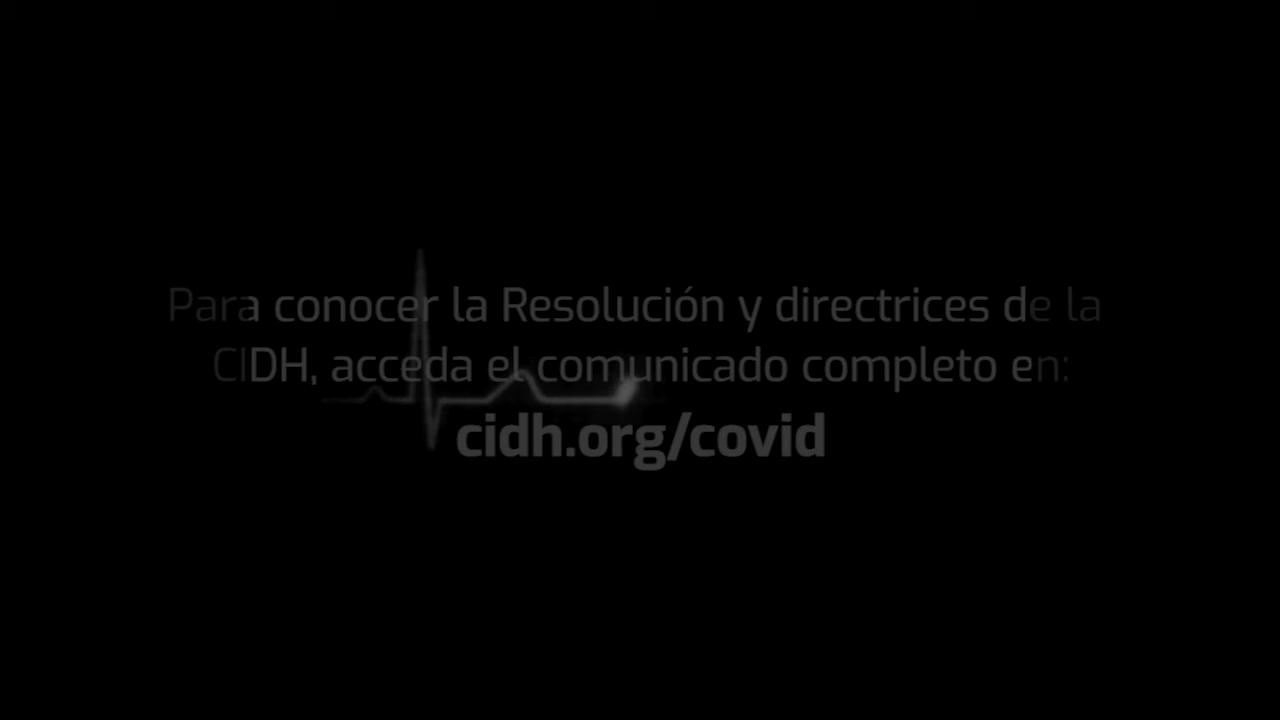 Para conocer la Resolución y directrices de la
CIDH, acceda el comunicado completo en:
cidh.org/covid